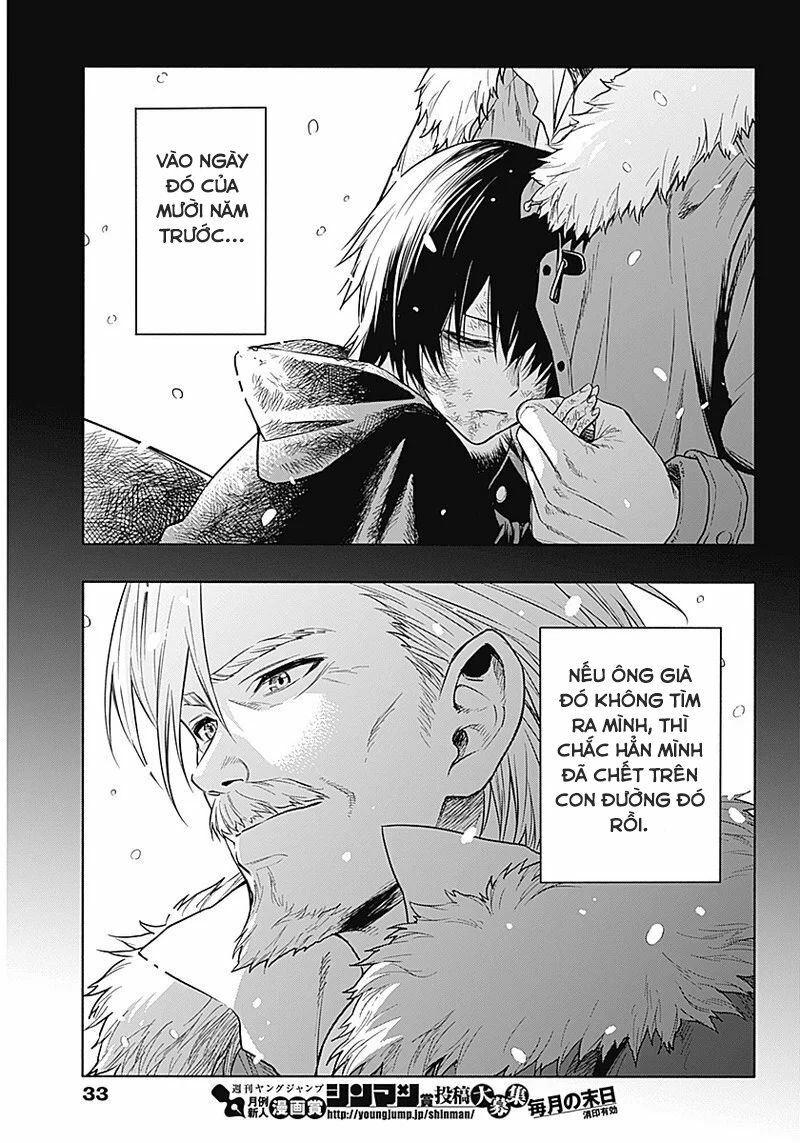 VÀO NGÀY
ĐÓ CỦA
MƯỜI NĂM
TRƯỚC...
NẾU ÔNG GIÀ
ĐÓ KHÔNG TÌM
RA MÌNH, THÌ
CHẮC HẲN MÌNH
ĐÃ CHẾT TRÊN
CON ĐƯỜNG ĐÓ
RỒI.
33
週刊ヤングジャンプ
月例新人漫画賞 シンマン賞投稿大募集 毎月の末日
http://youngjump.jp/shinman/
消印有効